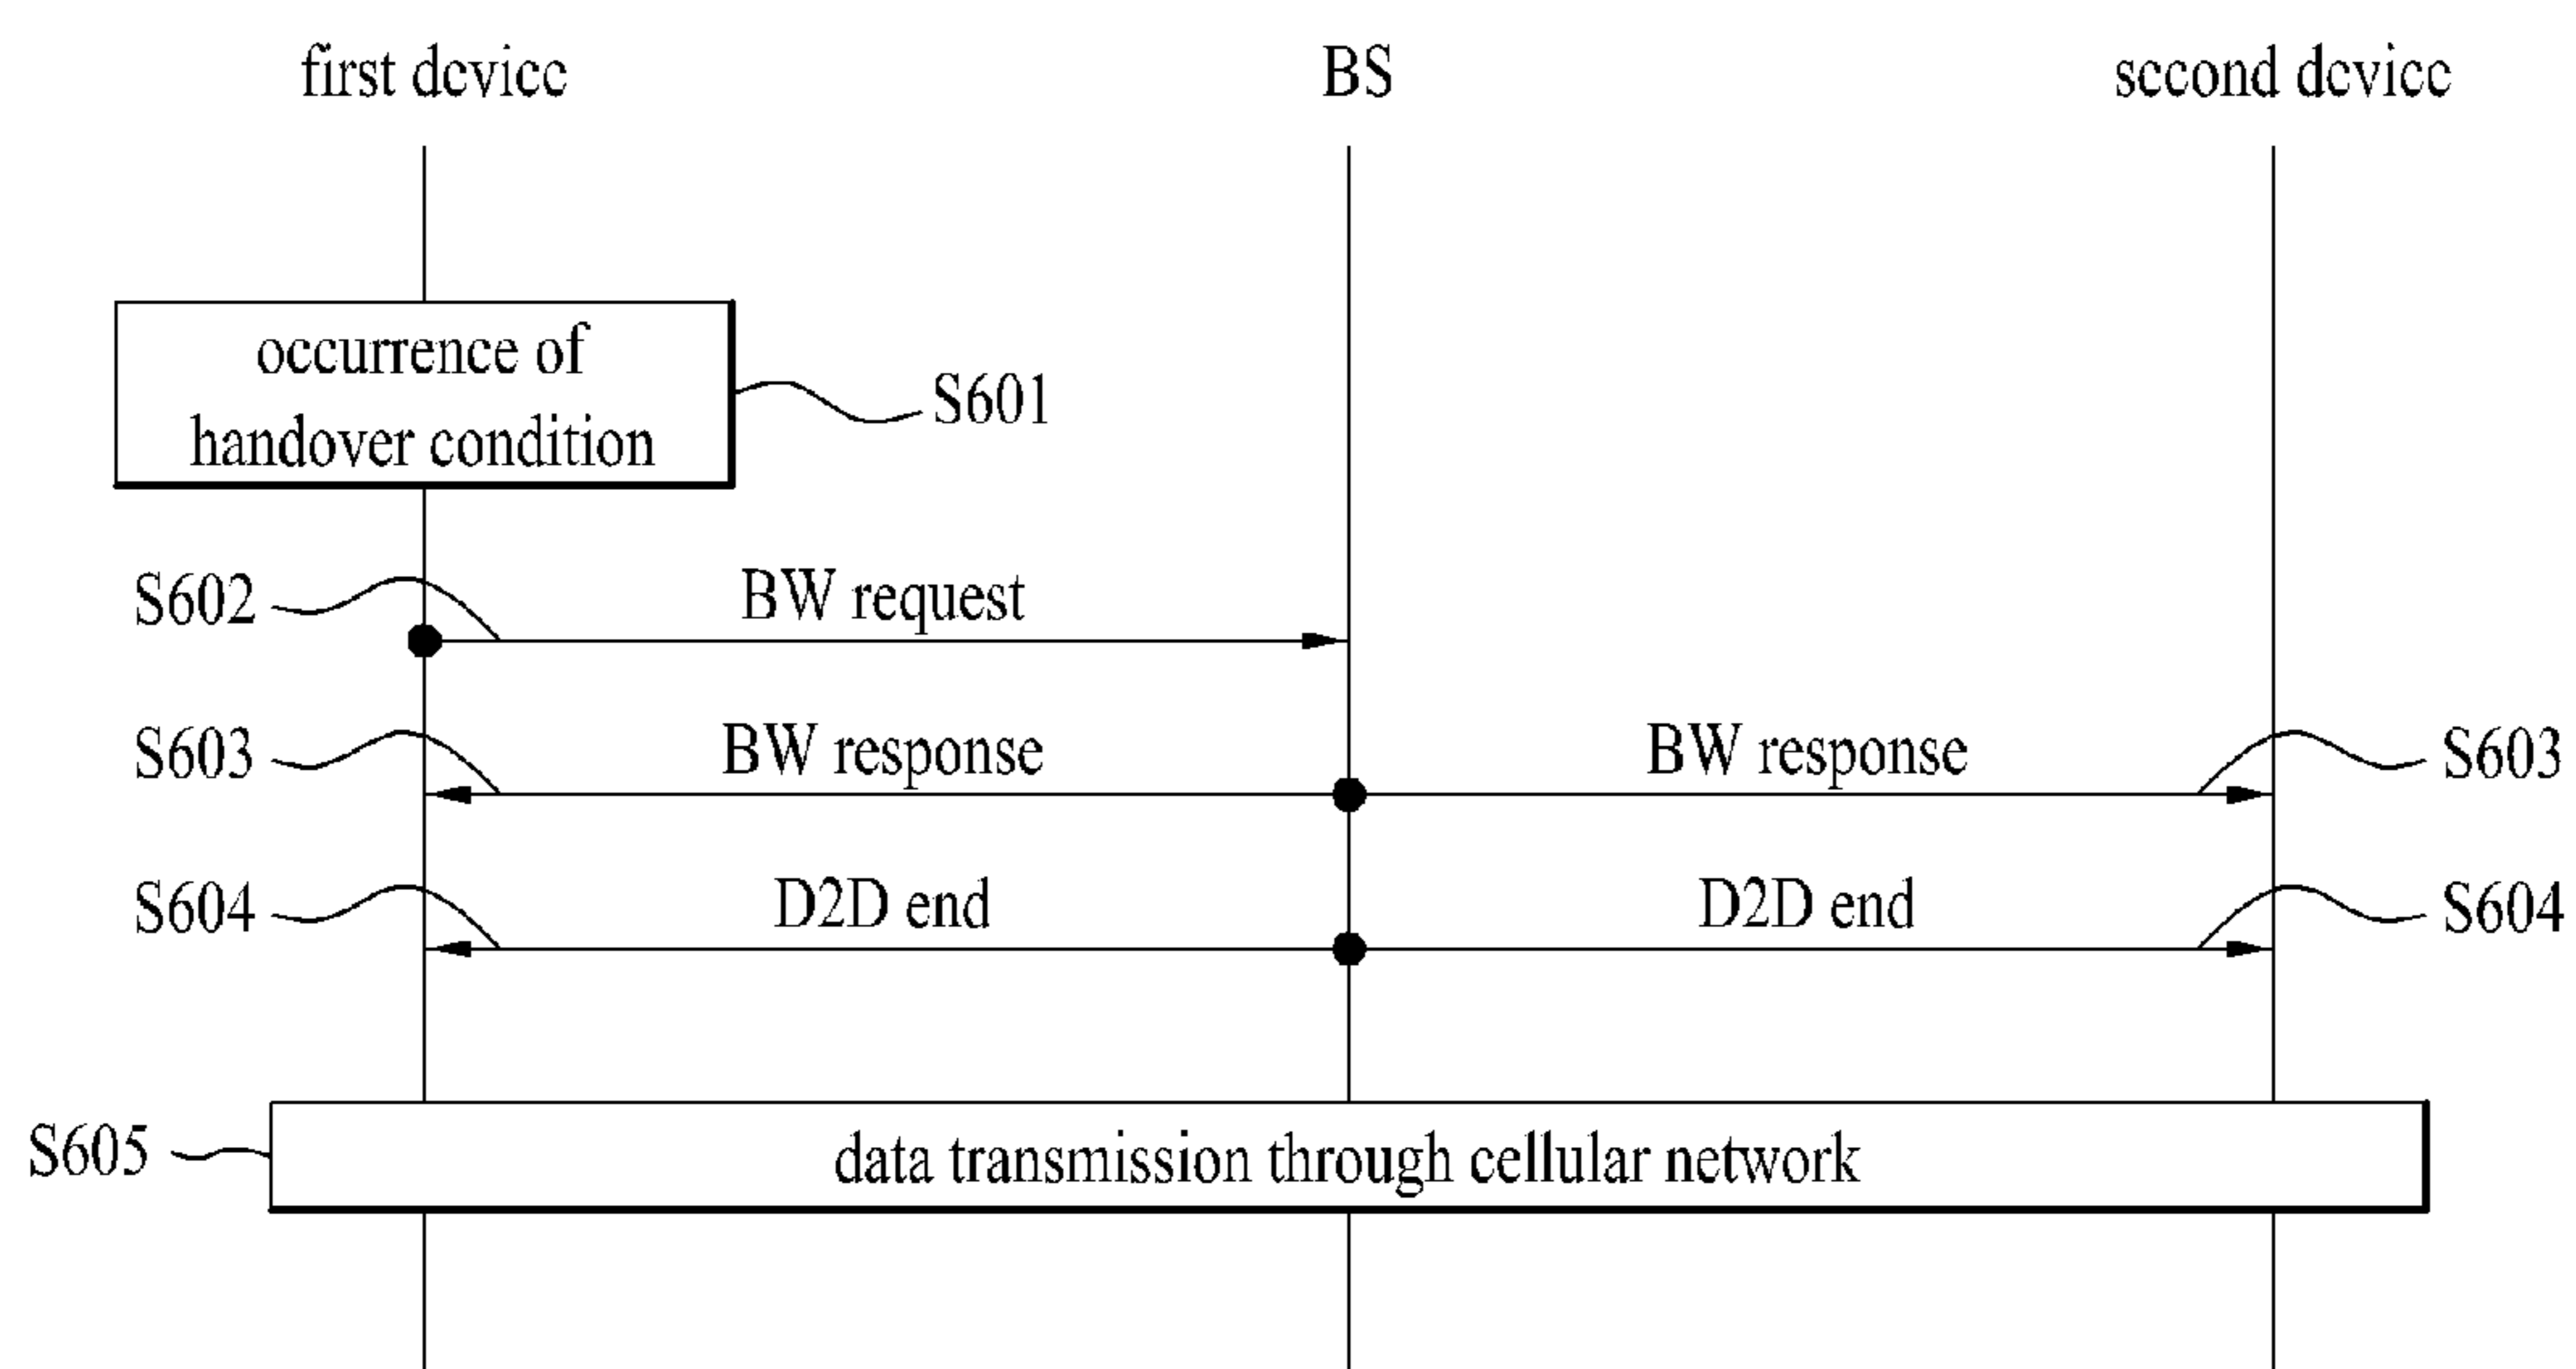 first device
BS
second device
occurrence of
handover condition
S601
S602
BW request
S603
BW response
BW response
S603
S604
D2D end
D2D end
S604
S605
data transmission through cellular network